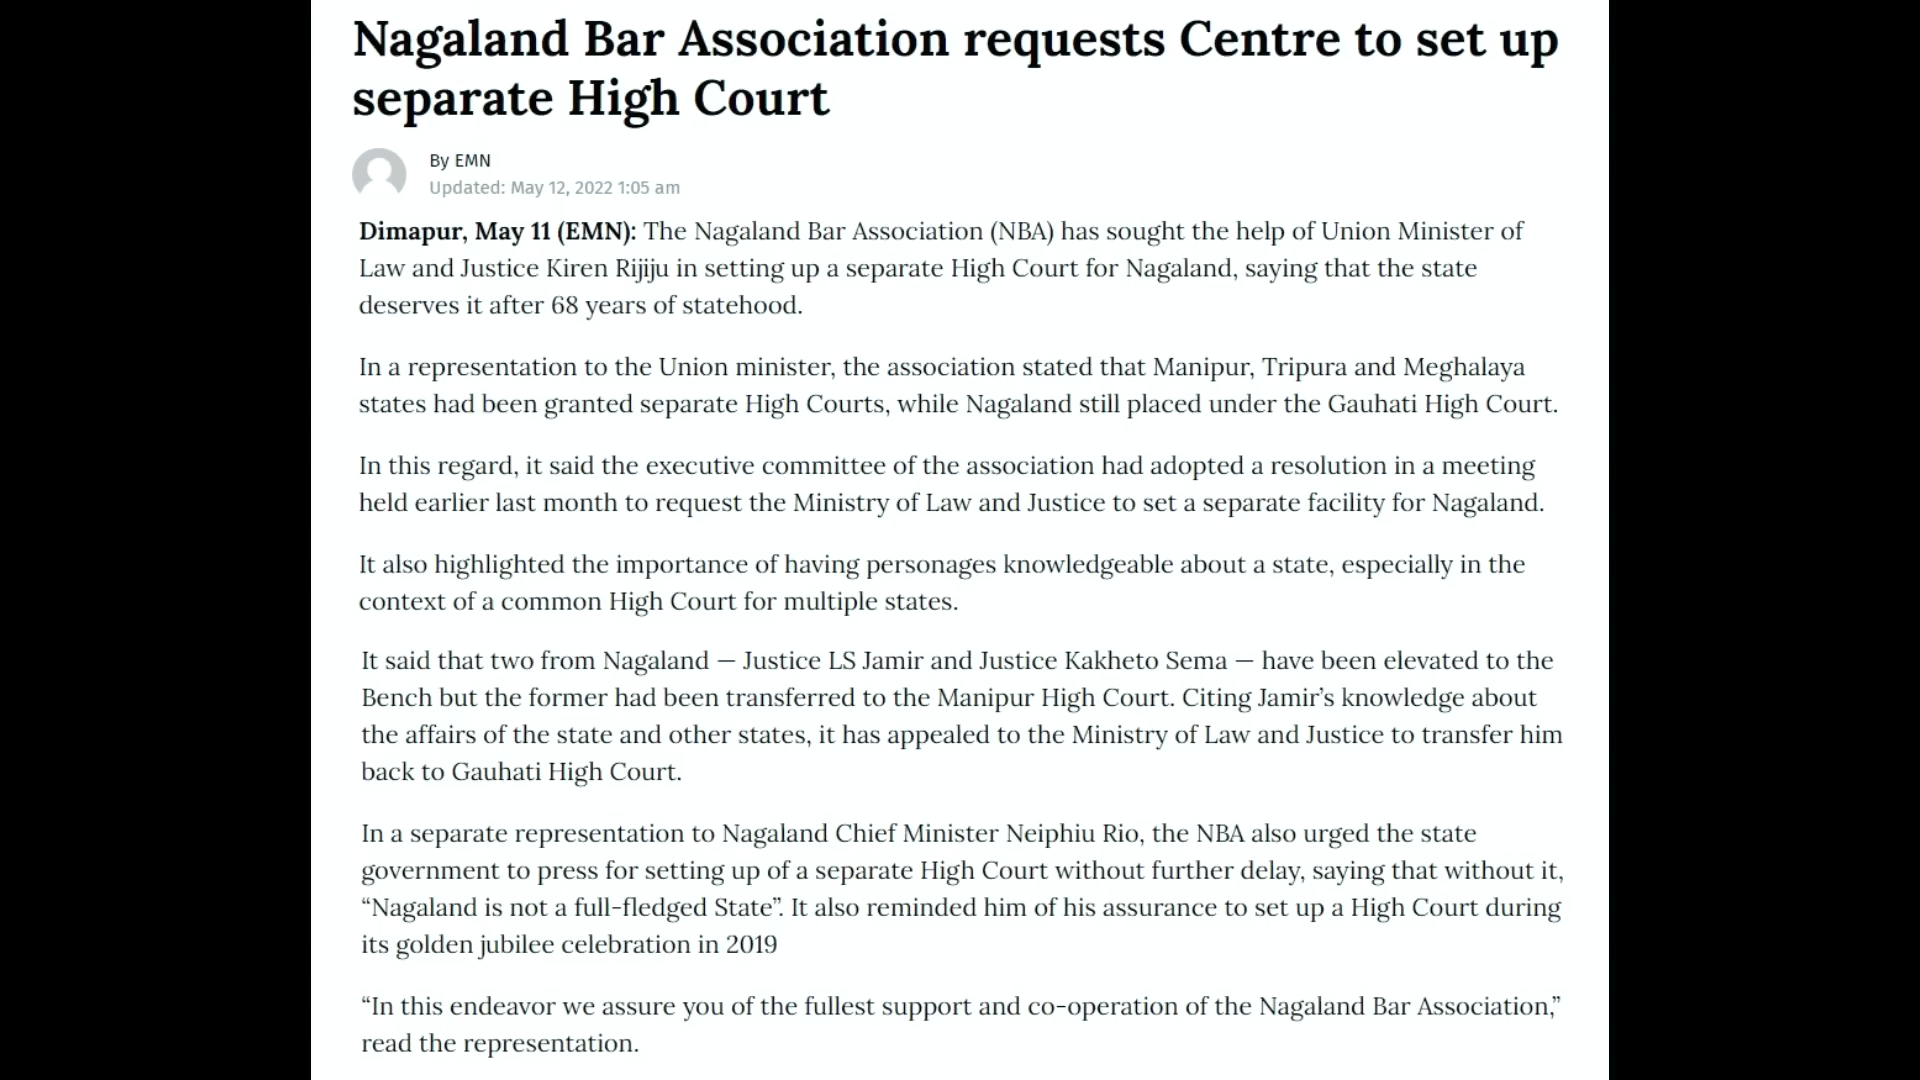 Nagaland Bar Association requests Centre to set up
separate High Court
By EMN
Updated: May 12, 2022 1:05 am
Dimapur, May 11 (EMN): The Nagaland Bar Association (NBA) has sought the help of Union Minister of
Law and Justice Kiren Rijiju in setting up a separate High Court for Nagaland, saying that the state
deserves it after 68 years of statehood.
In a representation to the Union minister, the association stated that Manipur, Tripura and Meghalaya
states had been granted separate High Courts, while Nagaland still placed under the Gauhati High Court.
In this regard, it said the executive committee of the association had adopted a resolution in a meeting
held earlier last month to request the Ministry of Law and Justice to set a separate facility for Nagaland.
It also highlighted the importance of having personages knowledgeable about a state, especially in the
context of a common High Court for multiple states.
It said that two from Nagaland — Justice LS Jamir and Justice Kakheto Sema — have been elevated to the
Bench but the former had been transferred to the Manipur High Court. Citing Jamir’s knowledge about
the affairs of the state and other states, it has appealed to the Ministry of Law and Justice to transfer him
back to Gauhati High Court.
In a separate representation to Nagaland Chief Minister Neiphiu Rio, the NBA also urged the state
government to press for setting up of a separate High Court without further delay, saying that without it,
“Nagaland is not a full-fledged State”. It also reminded him of his assurance to set up a High Court during
its golden jubilee celebration in 2019
“In this endeavor we assure you of the fullest support and co-operation of the Nagaland Bar Association,”
read the representation.